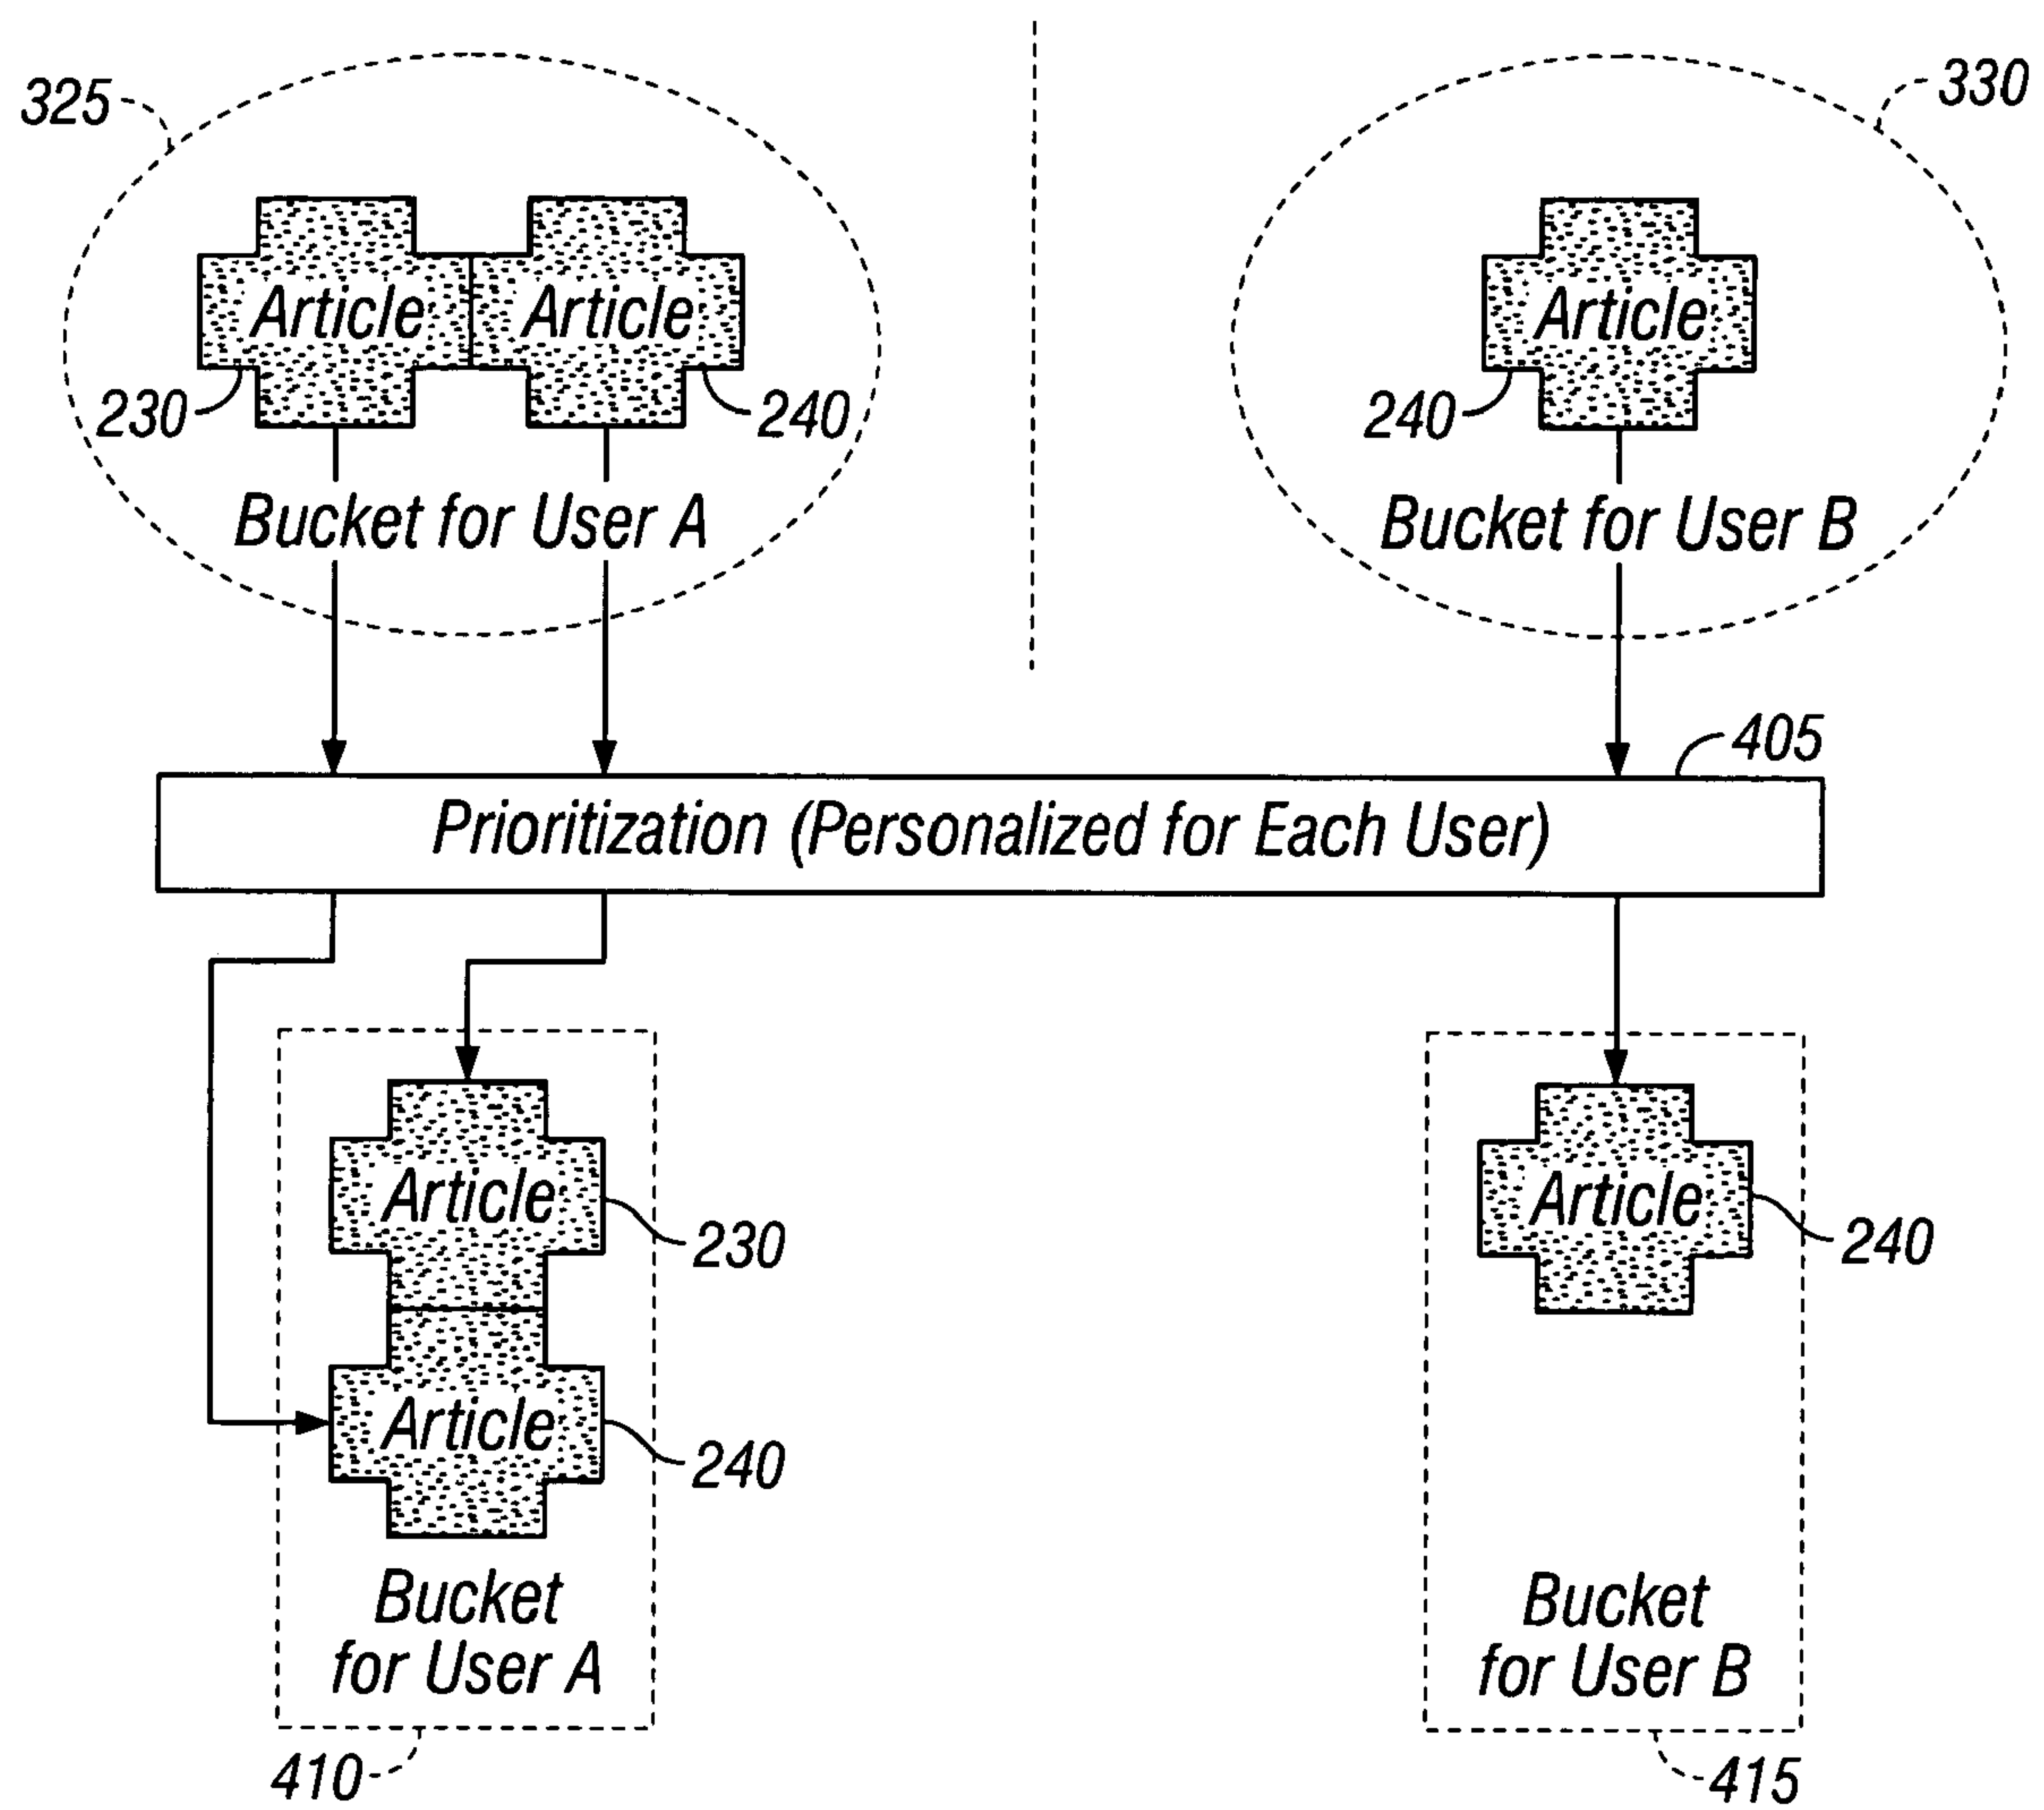 325
330
Article
Article
Article
230
240
240
Bucket for User A
Bucket for User B
405
Prioritization (Personalized for Each User)
Article
230
Article
240
Article
240
Bucket
for User A
Bucket
for User B
410
415